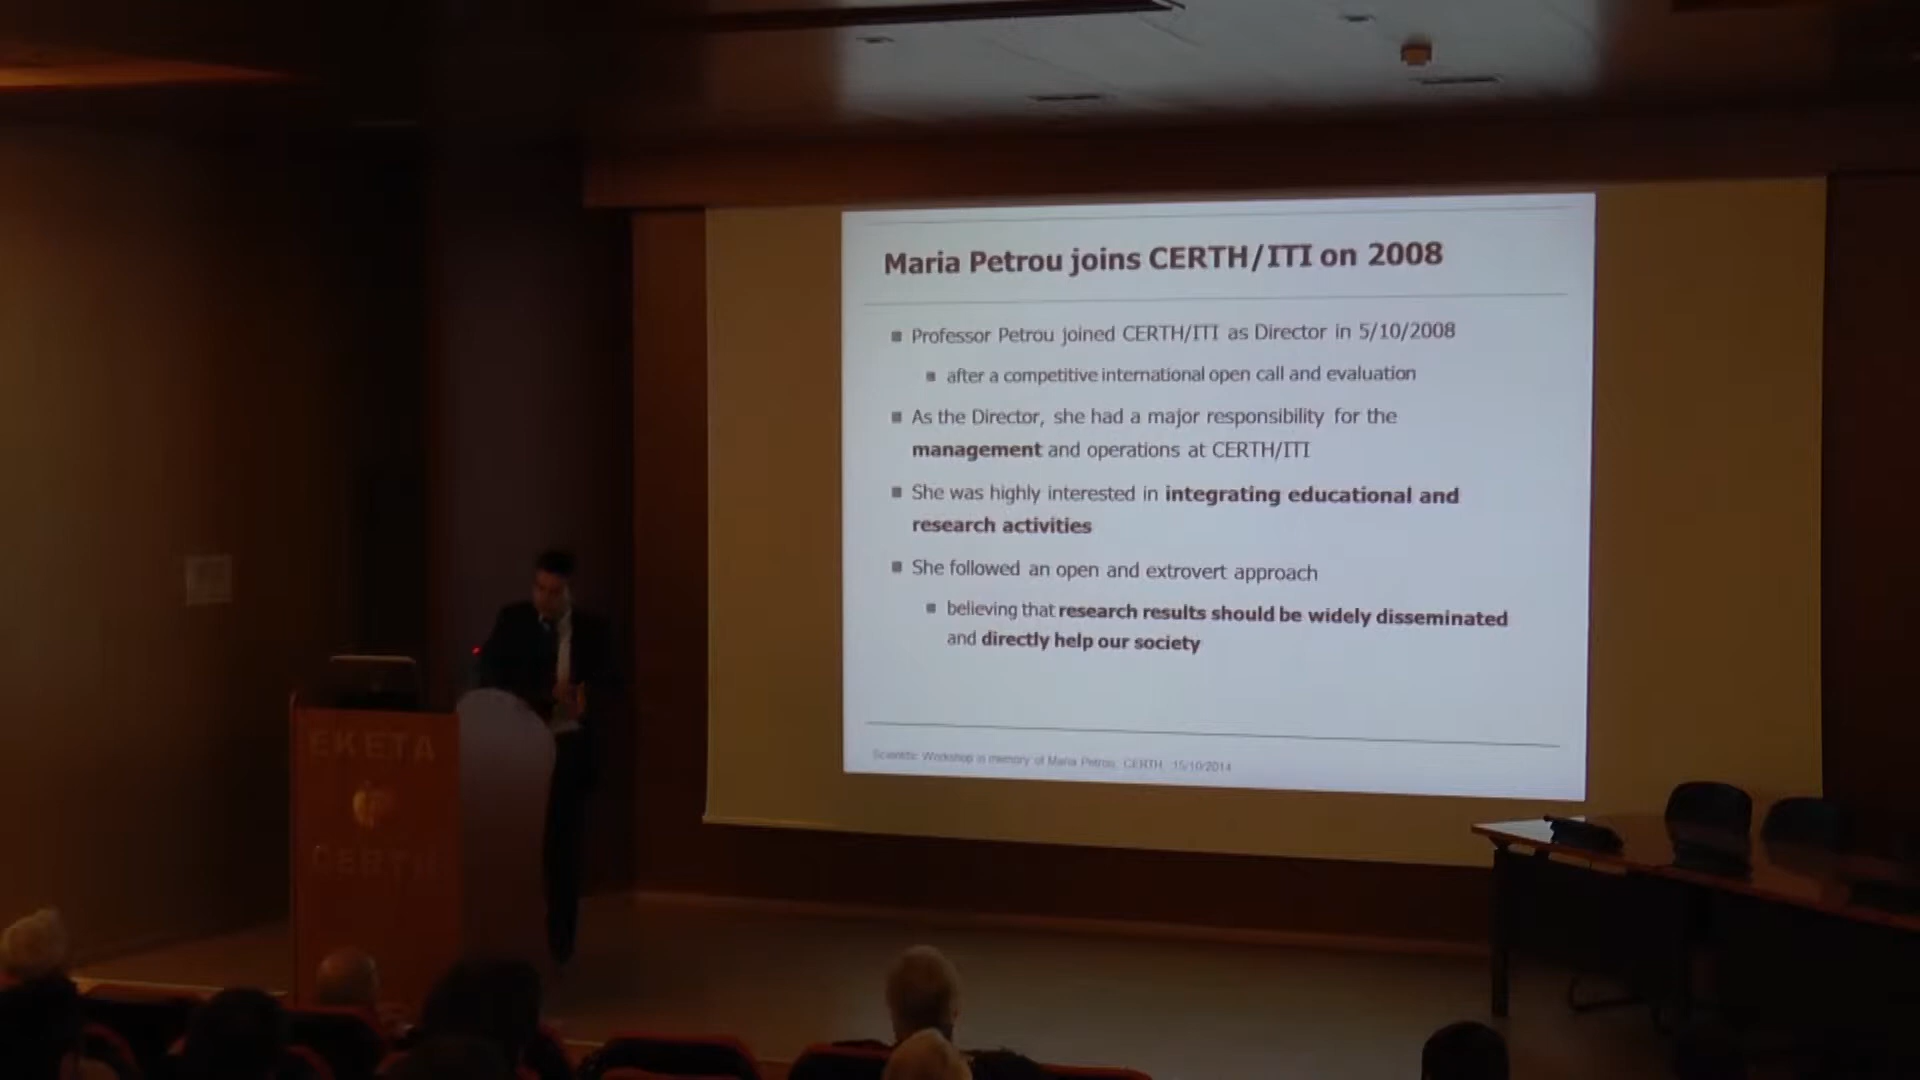 Maria Petrou joins CERTH/ITI on 2008
Professor Petrou joined CERTH/ITI as Director in 5/10/2008
after a competitive international open call and evaluation
As the Director, she had a major responsibility for the
management and operations at CERTH/ITI
She was highly interested in integrating educational and
research activities
She followed an open and extrovert approach
believing that research results should be widely disseminated
and directly help our society
Scientific Workshop in memory of Maria Petrou, CERTH, 15/10/2014
EKETA
CERTH